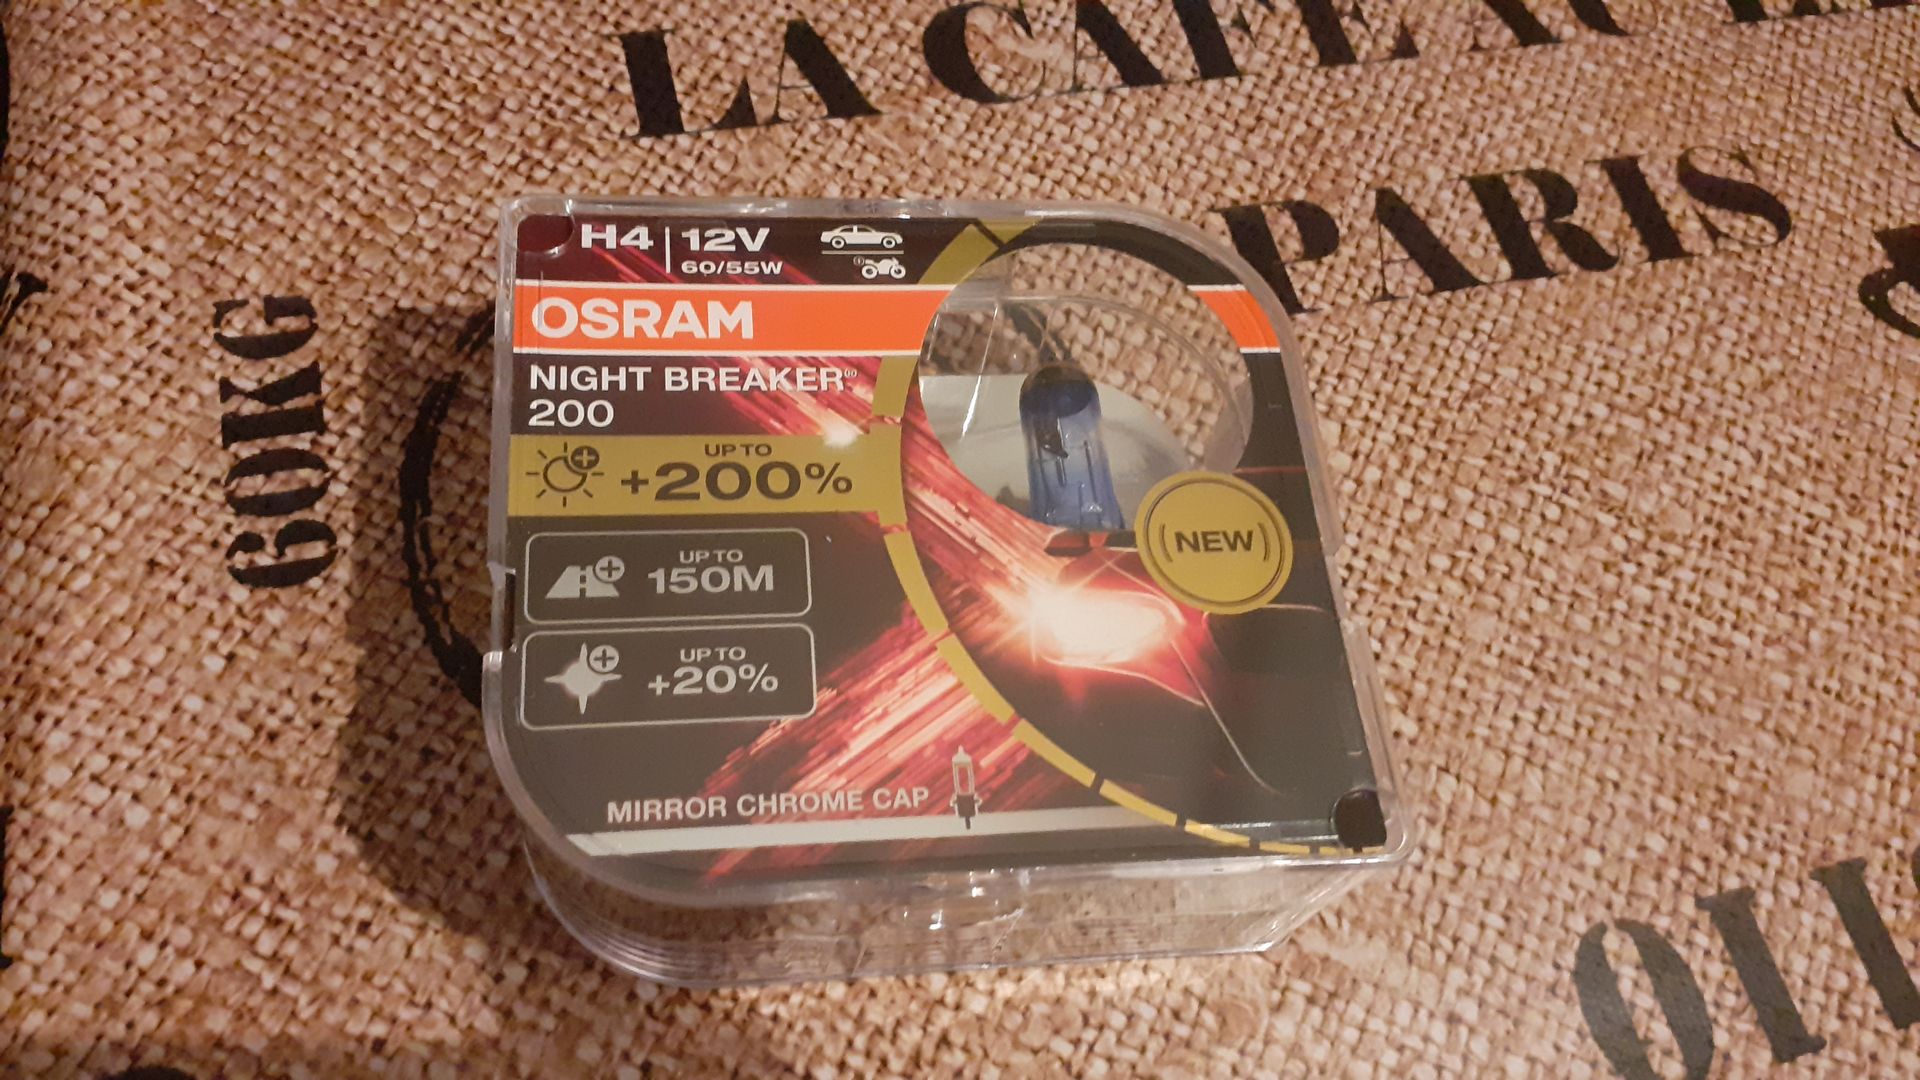 LA CAFE
PARIS
60KG
H4 12V
60/55W
OSRAM
NIGHT BREAKER®
200
UP TO
+200%
UP TO
150M
UP TO
+20%
NEW
MIRROR CHROME CAP